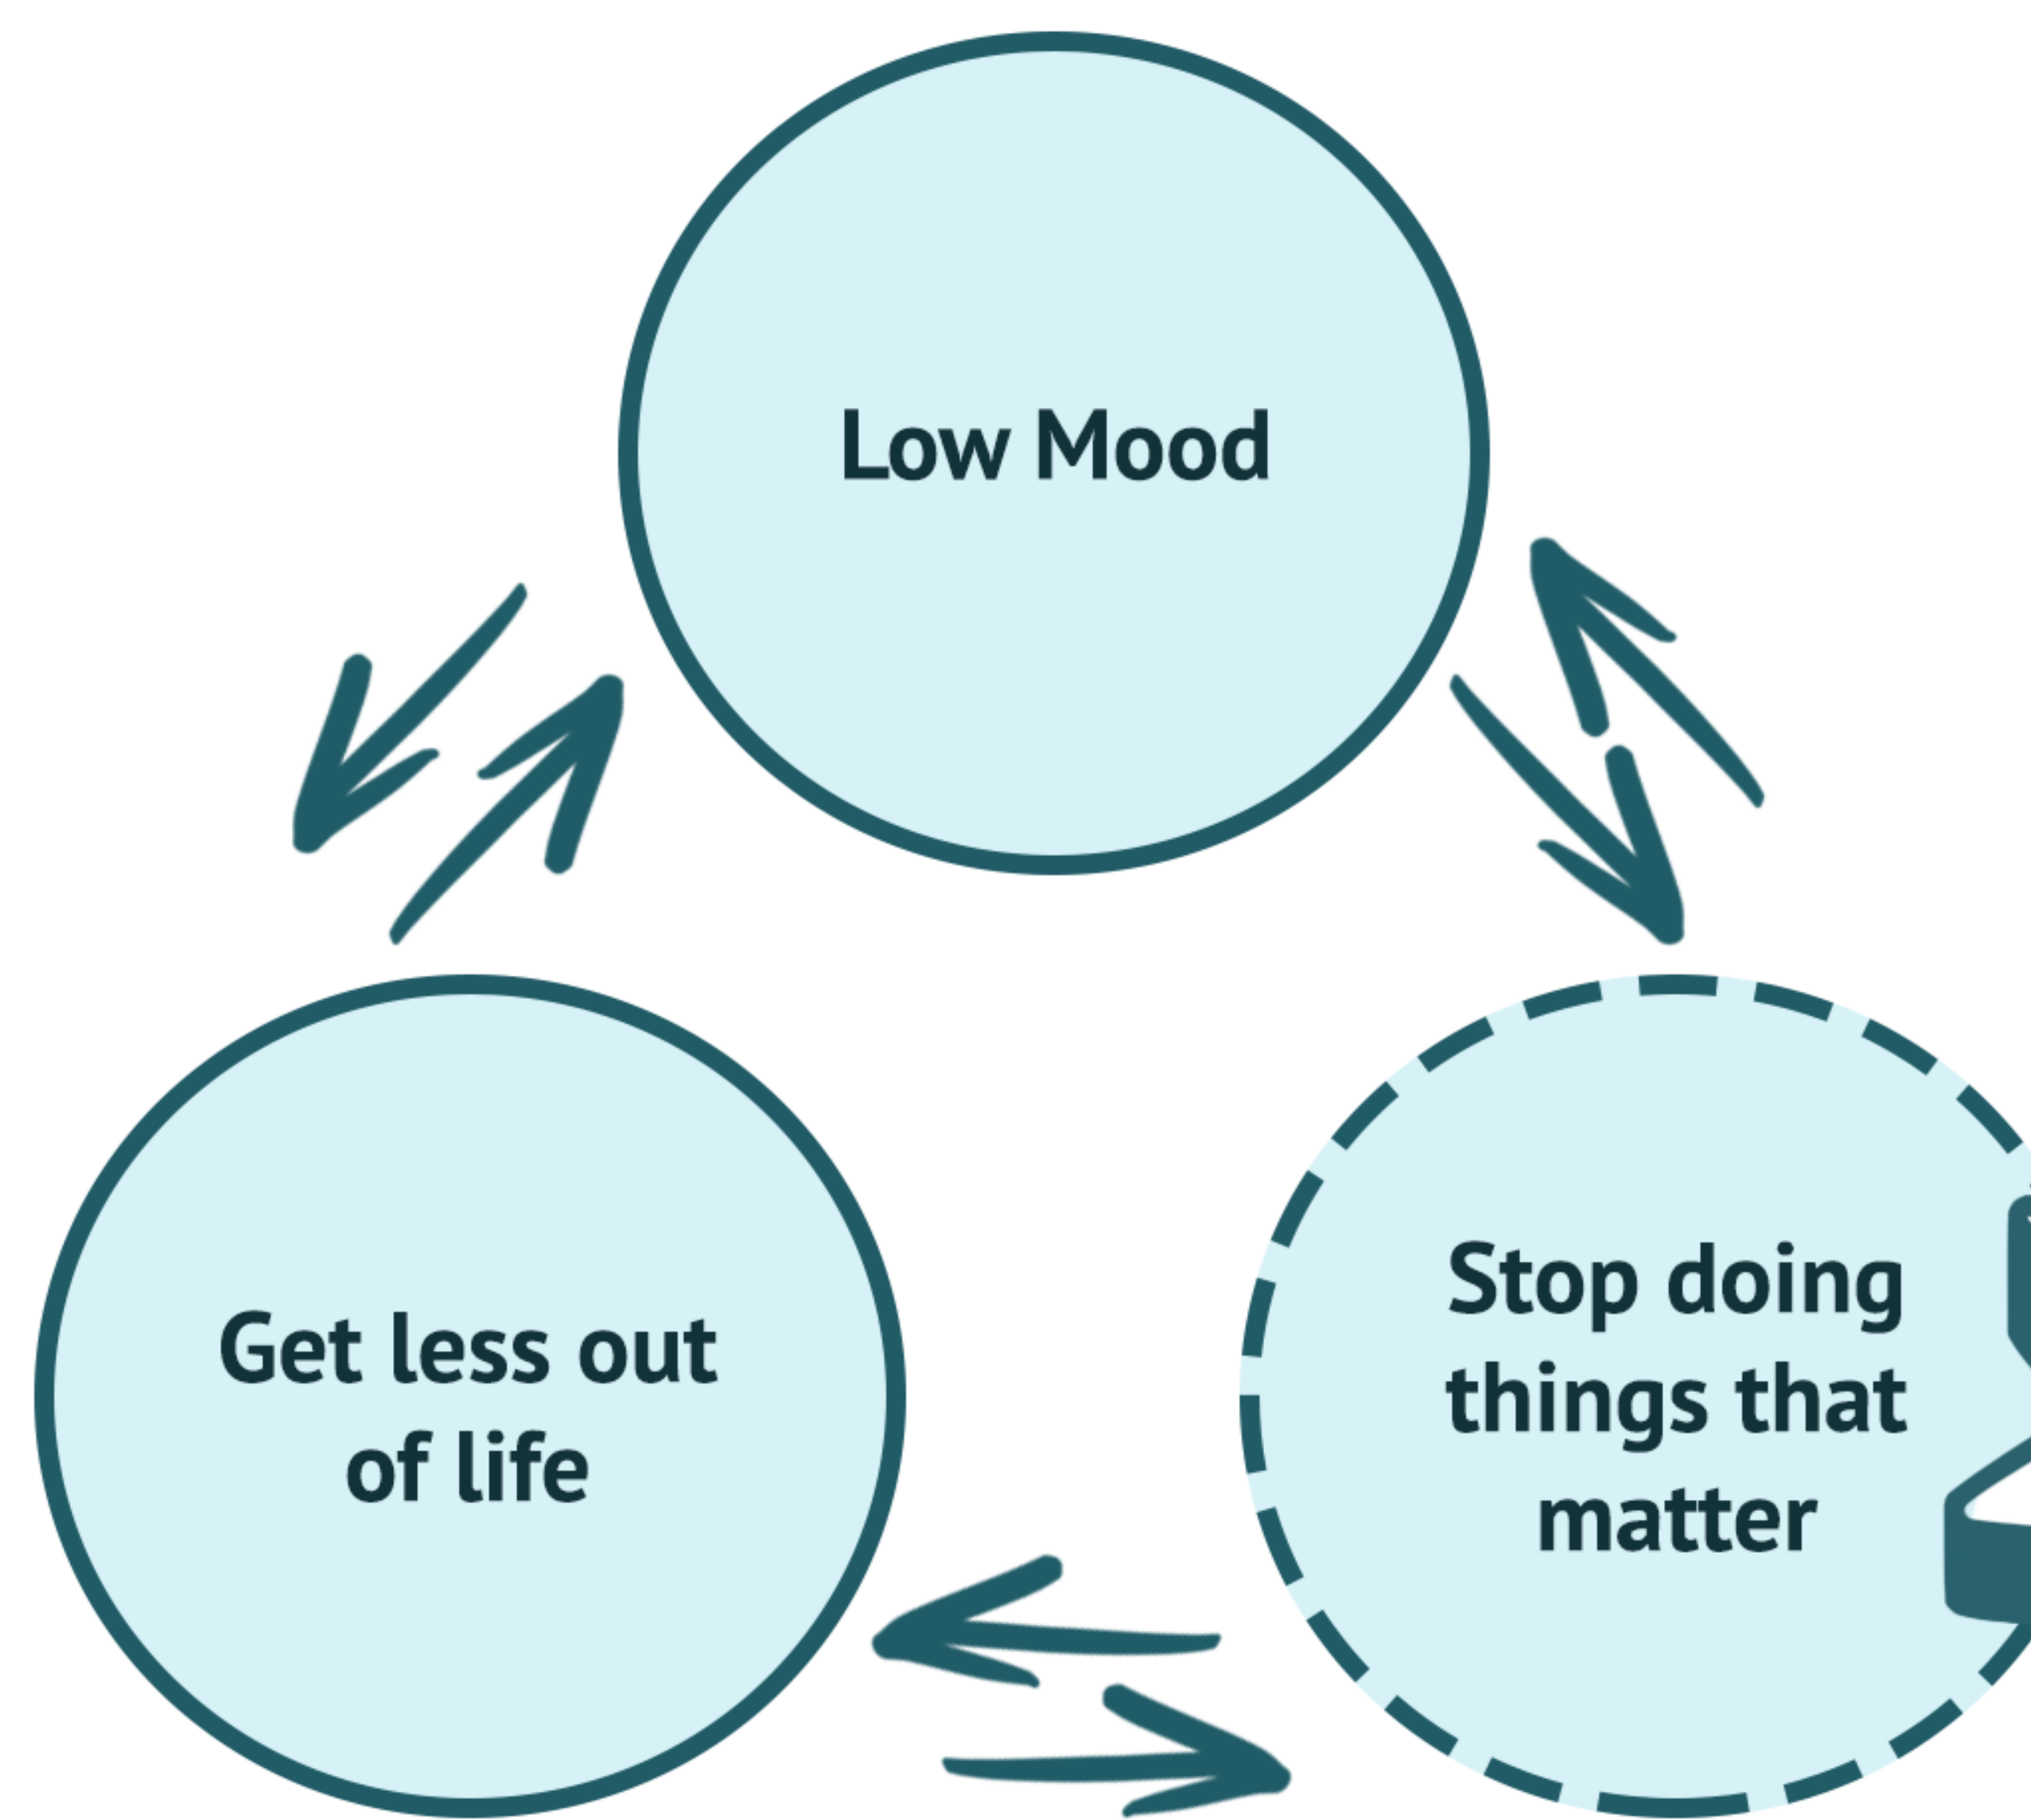 Low Mood
Get less out
of life
Stop doing
things that
matter